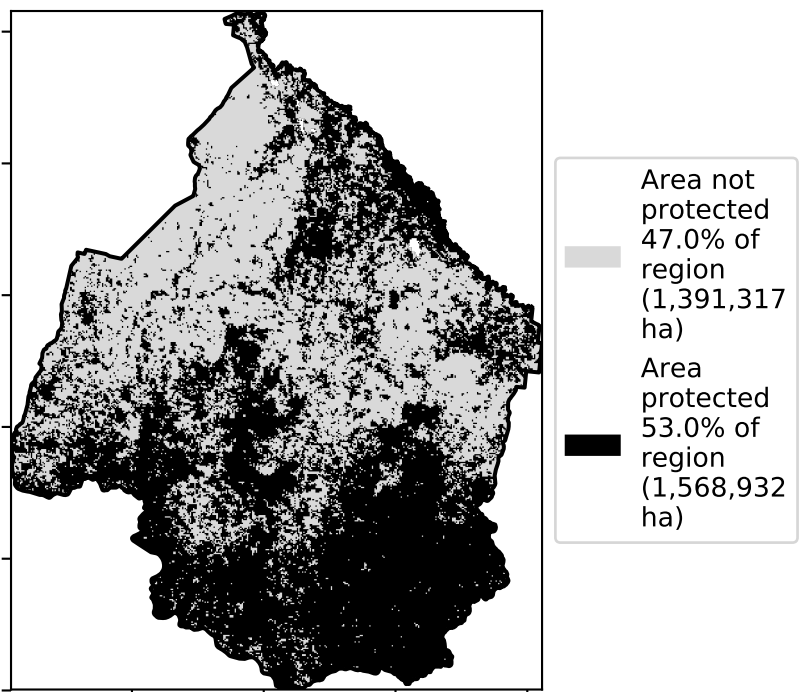 Area not
protected
47.0% of
region
(1,391,317
ha)
Area
protected
53.0% of
region
(1,568,932
ha)